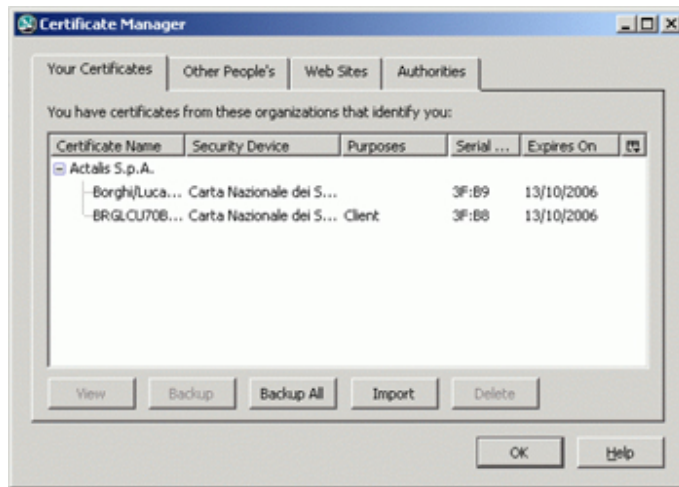 Certificate Manager
Your Certificates Other People's Web Sites Authorities
You have certificates from these organizations that identify you:
Certificate Name Security Device Purposes Serial ... Expires On
Actalis S.p.A.
Borghi/Luca... Carta Nazionale dei S... 3F:B9 13/10/2006
BRGLCU70B... Carta Nazionale dei S... Client 3F:B8 13/10/2006
View Backup Backup All Import Delete
OK Help